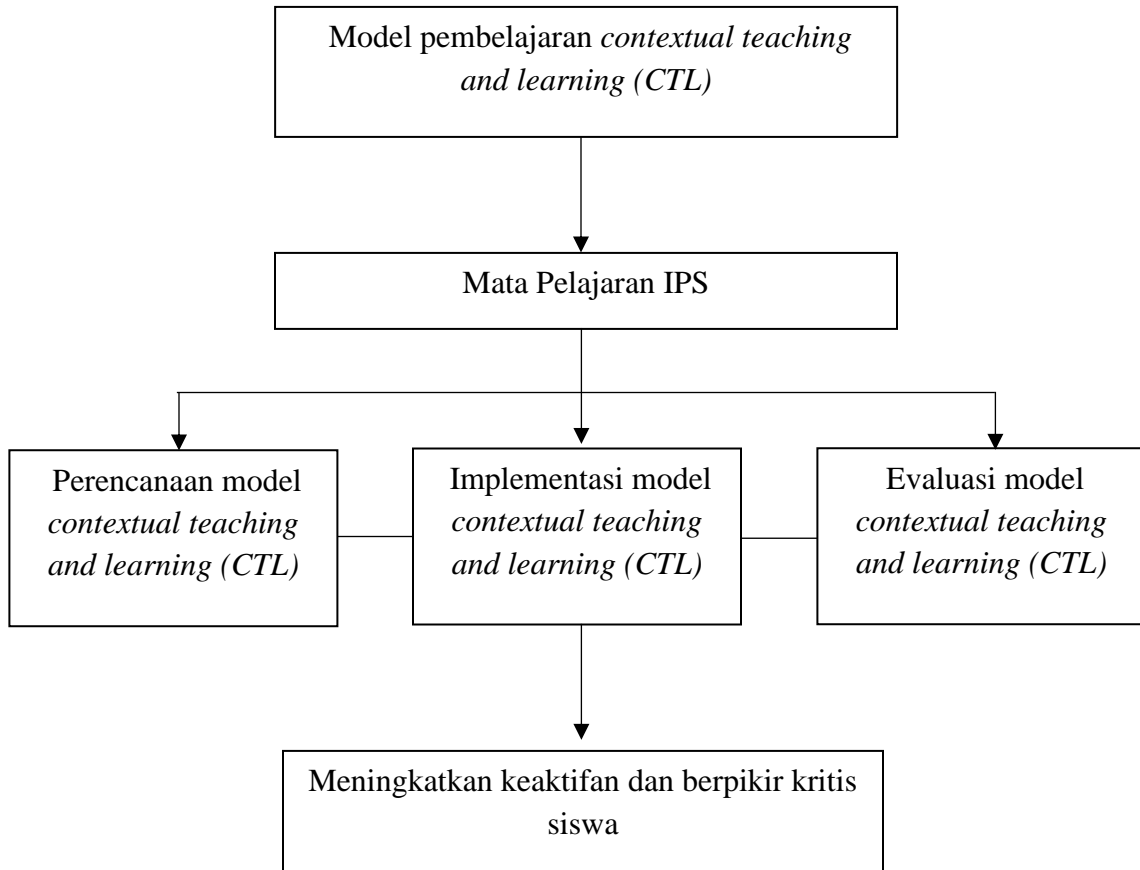 Model pembelajaran contextual teaching
and learning (CTL)
Mata Pelajaran IPS
Perencanaan model
contextual teaching
and learning (CTL)
Implementasi model
contextual teaching
and learning (CTL)
Evaluasi model
contextual teaching
and learning (CTL)
Meningkatkan keaktifan dan berpikir kritis
siswa